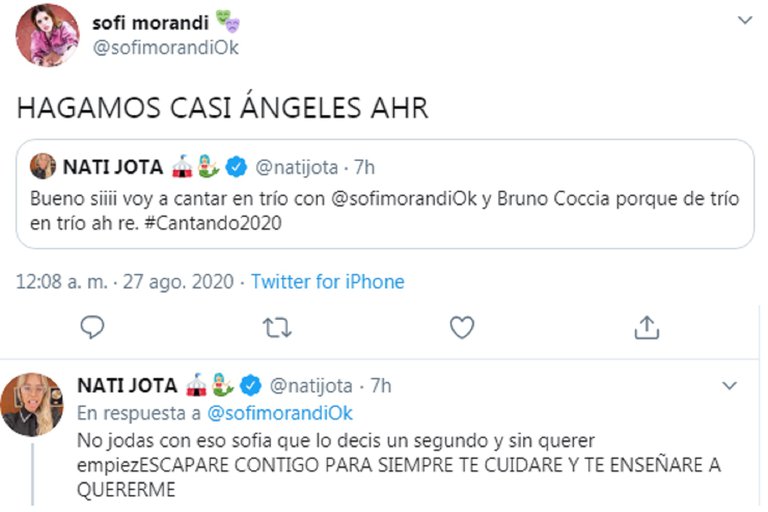 sofi morandi 🎭
@sofimorandiOk
HAGAMOS CASI ÁNGELES AHR
NATI JOTA 🎪🧜‍♀️ @natijota · 7h
Bueno siiii voy a cantar en trío con @sofimorandiOk y Bruno Coccia porque de trío
en trío ah re. #Cantando2020
12:08 a. m. · 27 ago. 2020 · Twitter for iPhone
NATI JOTA 🎪🧜‍♀️ @natijota · 7h
En respuesta a @sofimorandiOk
No jodas con eso sofia que lo decis un segundo y sin querer
empiezESCAPARE CONTIGO PARA SIEMPRE TE CUIDARE Y TE ENSEÑARE A
QUERERME